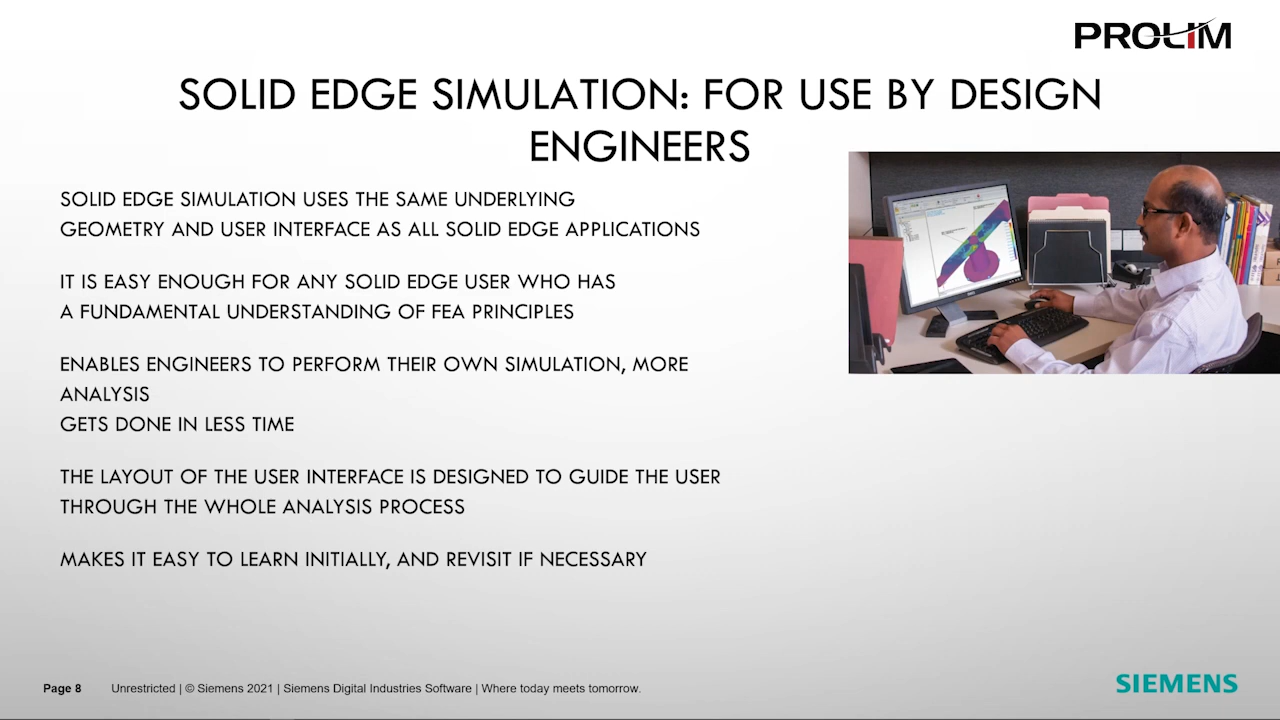 PROLIM
SOLID EDGE SIMULATION: FOR USE BY DESIGN
ENGINEERS
SOLID EDGE SIMULATION USES THE SAME UNDERLYING
GEOMETRY AND USER INTERFACE AS ALL SOLID EDGE APPLICATIONS
IT IS EASY ENOUGH FOR ANY SOLID EDGE USER WHO HAS
A FUNDAMENTAL UNDERSTANDING OF FEA PRINCIPLES
ENABLES ENGINEERS TO PERFORM THEIR OWN SIMULATION, MORE
ANALYSIS
GETS DONE IN LESS TIME
THE LAYOUT OF THE USER INTERFACE IS DESIGNED TO GUIDE THE USER
THROUGH THE WHOLE ANALYSIS PROCESS
MAKES IT EASY TO LEARN INITIALLY, AND REVISIT IF NECESSARY
Page 8 Unrestricted | © Siemens 2021 | Siemens Digital Industries Software | Where today meets tomorrow.
SIEMENS